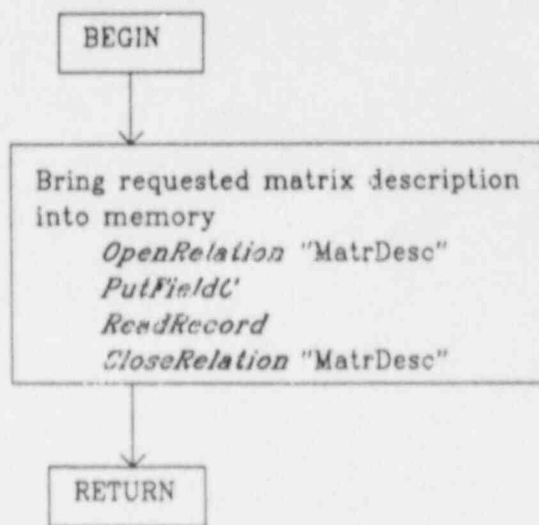 BEGIN
Bring requested matrix description
into memory
OpenRelation "MatrDesc"
PutFieldC
ReadRecord
CloseRelation "MatrDesc"
RETURN